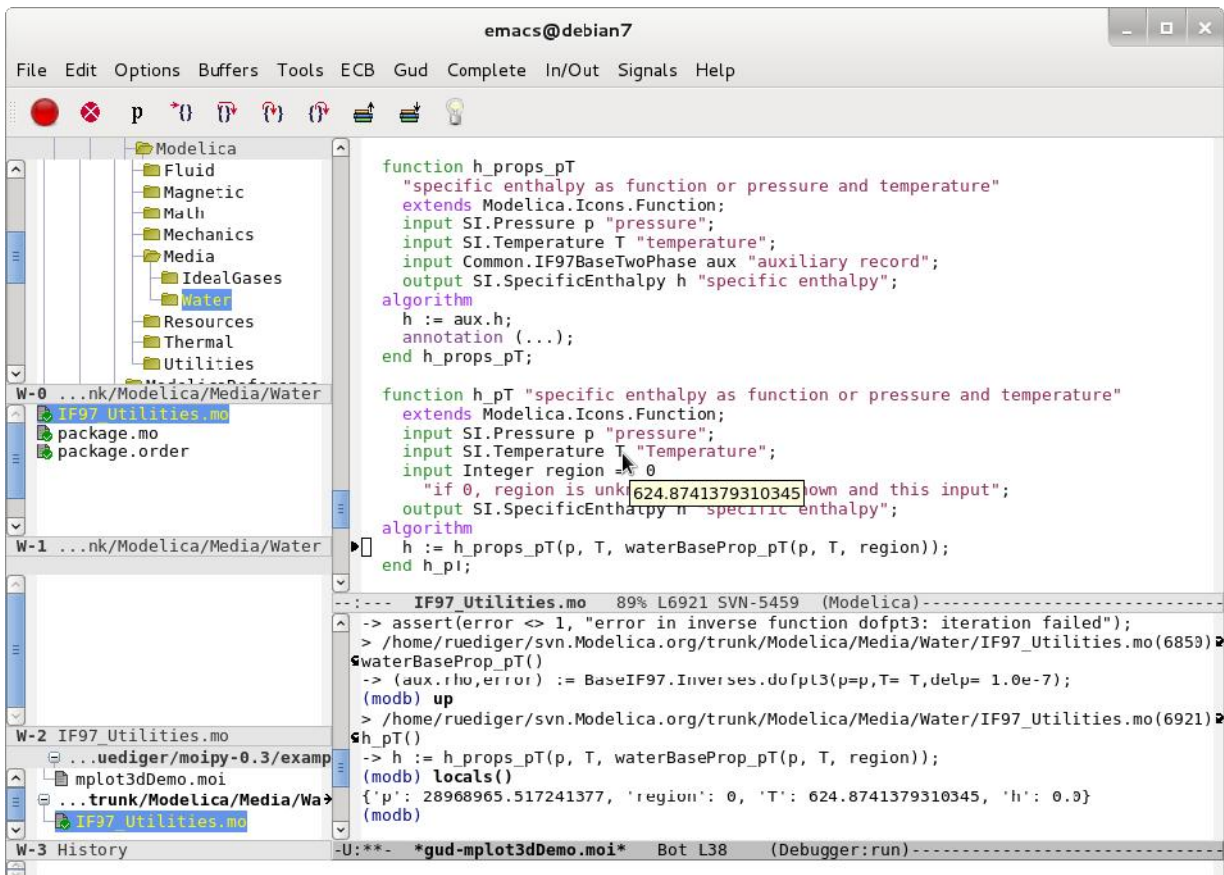 emacs@debian7
File Edit Options Buffers Tools ECB Gud Complete In/Out Signals Help
Modelica
Fluid
Magnetic
Math
Mechanics
Media
IdealGases
Water
Resources
Thermal
Utilities
W-0 ...nk/Modelica/Media/Water
IF97_Utilities.mo
package.mo
package.order
W-1 ...nk/Modelica/Media/Water
W-2 IF97_Utilities.mo
...uediger/moipy-0.3/examp
mplot3dDemo.moi
...trunk/Modelica/Media/Wa
IF97_Utilities.mo
W-3 History
function h_props_pT
"specific enthalpy as function or pressure and temperature"
extends Modelica.Icons.Function;
input SI.Pressure p "pressure";
input SI.Temperature T "temperature";
input Common.IF97BaseTwoPhase aux "auxiliary record";
output SI.SpecificEnthalpy h "specific enthalpy";
algorithm
h := aux.h;
annotation (...);
end h_props_pT;
function h_pT "specific enthalpy as function or pressure and temperature"
extends Modelica.Icons.Function;
input SI.Pressure p "pressure";
input SI.Temperature T "Temperature";
input Integer region = 0
"if 0, region is own and this input";
624.8741379310345
output SI.SpecificEnthalpy h "specific enthalpy";
algorithm
h := h_props_pT(p, T, waterBaseProp_pT(p, T, region));
end h_pT;
--:--- IF97_Utilities.mo 89% L6921 SVN-5459 (Modelica)------------------------------
-> assert(error <> 1, "error in inverse function dofpt3: iteration failed");
> /home/ruediger/svn.Modelica.org/trunk/Modelica/Media/Water/IF97_Utilities.mo(6850)
waterBaseProp_pT()
-> (aux.rho,error) := BaseIF97.Inverses.dofpt3(p=p,T= T,delp= 1.0e-7);
(modb) up
> /home/ruediger/svn.Modelica.org/trunk/Modelica/Media/Water/IF97_Utilities.mo(6921)
h_pT()
-> h := h_props_pT(p, T, waterBaseProp_pT(p, T, region));
(modb) locals()
{'p': 28968965.517241377, 'region': 0, 'T': 624.8741379310345, 'h': 0.0}
(modb)
-U:**- *gud-mplot3dDemo.moi* Bot L38 (Debugger:run)-------------------------------